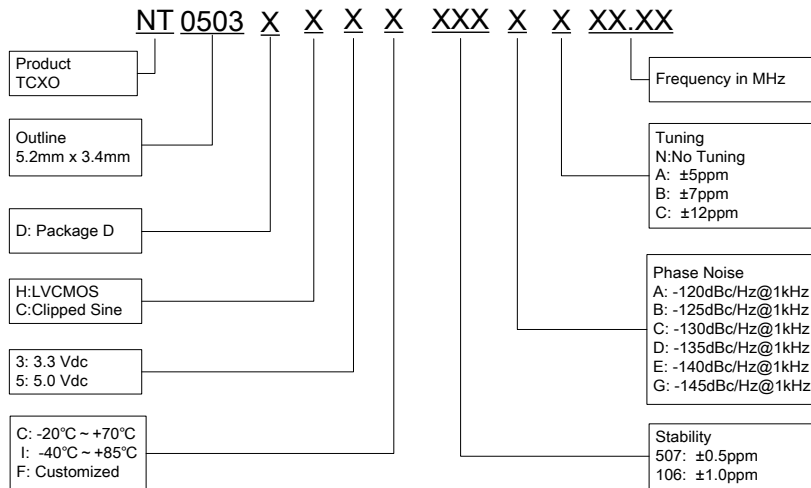 NT 0503 X X X X XXX X X XX.XX
Product
TCXO
Outline
5.2mm x 3.4mm
D: Package D
H:LVCMOS
C:Clipped Sine
3: 3.3 Vdc
5: 5.0 Vdc
C: -20℃ ~ +70℃
I: -40℃ ~ +85℃
F: Customized
Frequency in MHz
Tuning
N:No Tuning
A: ±5ppm
B: ±7ppm
C: ±12ppm
Phase Noise
A: -120dBc/Hz@1kHz
B: -125dBc/Hz@1kHz
C: -130dBc/Hz@1kHz
D: -135dBc/Hz@1kHz
E: -140dBc/Hz@1kHz
G: -145dBc/Hz@1kHz
Stability
507: ±0.5ppm
106: ±1.0ppm